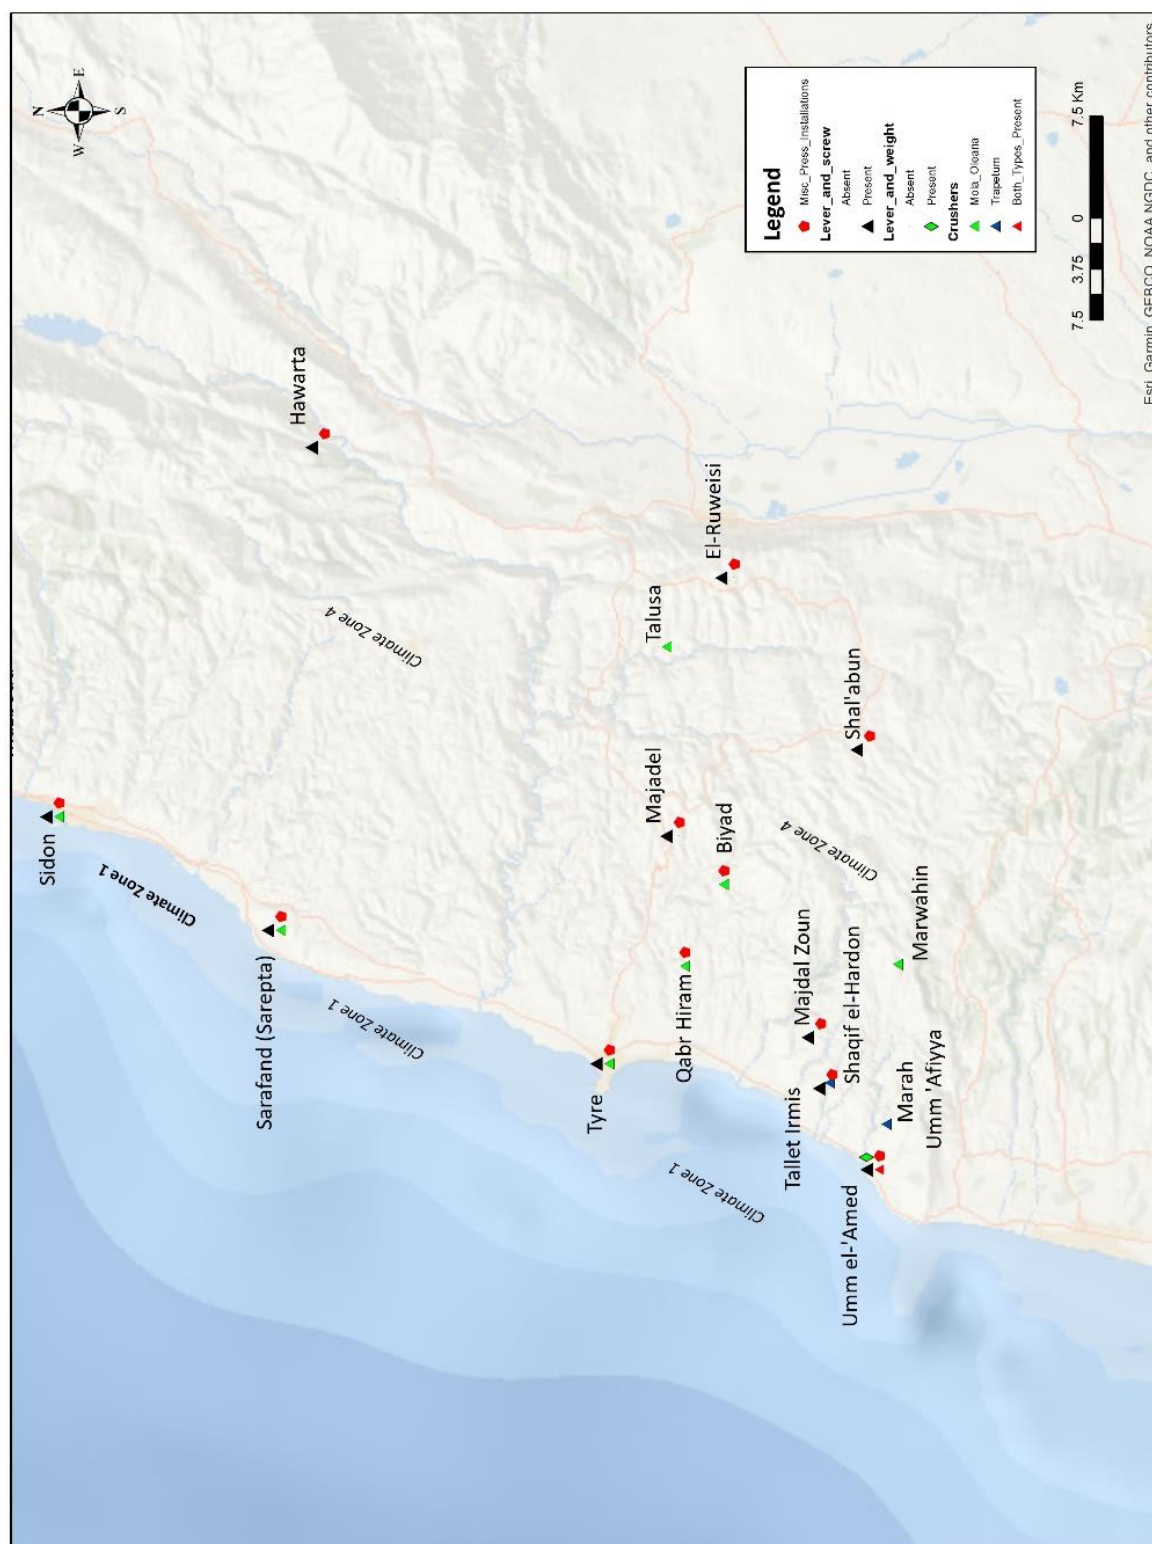 N
W
E
S
Sidon
Climate Zone 1
Sarafand (Sarepta)
Hawarta
Climate Zone 1
Climate Zone 4
Tyre
Qabr Hiram
Majadel
Talusa
El-Ruweisi
Biyad
Climate Zone 1
Tallet Irmis
Majdal Zoun
Climate Zone 4
Shaqif el-Hardon
Shal'abun
Umm el-'Amed
Marah
Umm 'Afiyya
Marwahin
Legend
Misc_Press_Installations
Lever_and_screw
Absent
Present
Lever_and_weight
Absent
Present
Crushers
Mola_Olearia
Trapetum
Both_Types_Present
7.5 3.75 0 7.5 Km
Esri, Garmin, GEBCO, NOAA NGDC, and other contributors